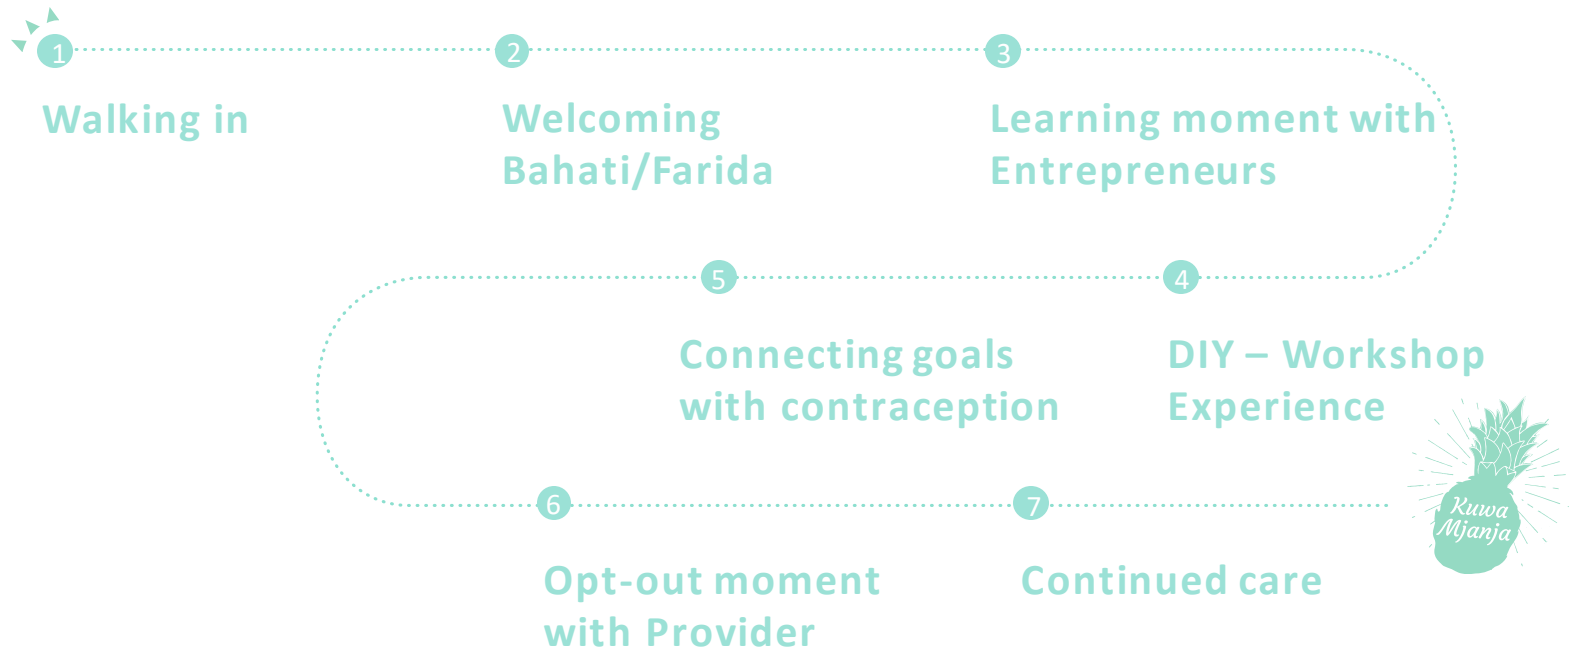 1
Walking in
2
Welcoming
Bahati/Farida
3
Learning moment with
Entrepreneurs
4
DIY – Workshop
Experience
5
Connecting goals
with contraception
6
Opt-out moment
with Provider
7
Continued care
Kuwa
Mjanja